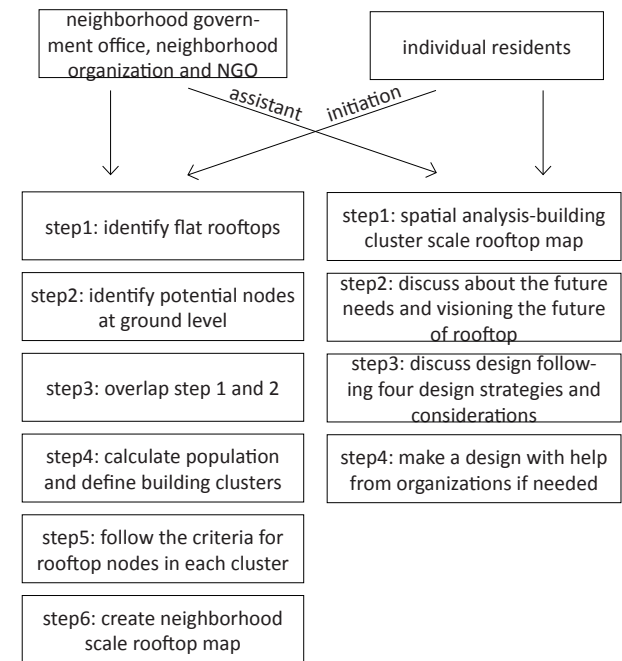 neighborhood govern-
ment office, neighborhood
organization and NGO
individual residents
assistant
initiation
step1: identify flat rooftops
step2: identify potential nodes
at ground level
step3: overlap step 1 and 2
step4: calculate population
and define building clusters
step5: follow the criteria for
rooftop nodes in each cluster
step6: create neighborhood
scale rooftop map
step1: spatial analysis-building
cluster scale rooftop map
step2: discuss about the future
needs and visioning the future
of rooftop
step3: discuss design follow-
ing four design strategies and
considerations
step4: make a design with help
from organizations if needed